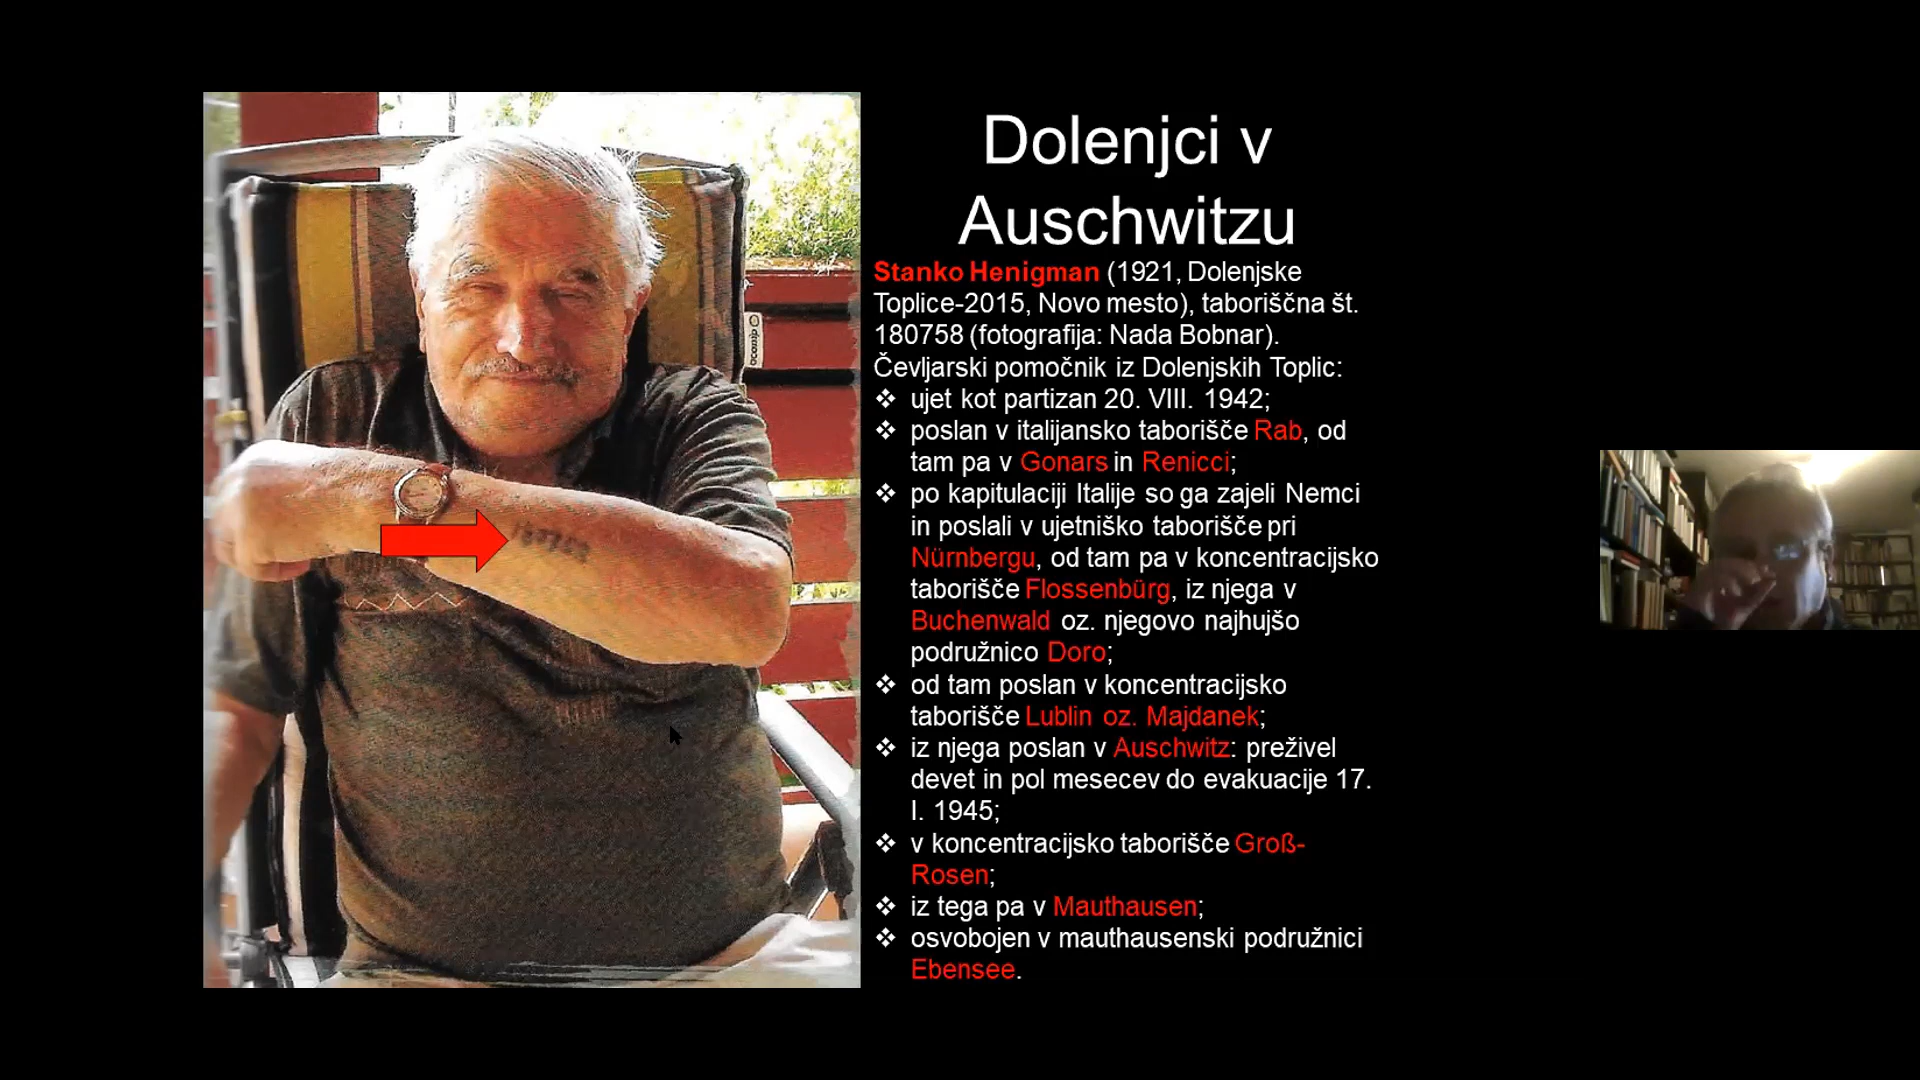 Dolenjci v
Auschwitzu
Stanko Henigman (1921, Dolenjske
Toplice-2015, Novo mesto), taboriščna št.
180758 (fotografija: Nada Bobnar).
Čevljarski pomočnik iz Dolenjskih Toplic:
❖ ujet kot partizan 20. VIII. 1942;
❖ poslan v italijansko taborišče Rab, od
tam pa v Gonars in Renicci;
❖ po kapitulaciji Italije so ga zajeli Nemci
in poslali v ujetniško taborišče pri
Nürnbergu, od tam pa v koncentracijsko
taborišče Flossenbürg, iz njega v
Buchenwald oz. njegovo najhujšo
podružnico Doro;
❖ od tam poslan v koncentracijsko
taborišče Lublin oz. Majdanek;
❖ iz njega poslan v Auschwitz: preživel
devet in pol mesecev do evakuacije 17.
I. 1945;
❖ v koncentracijsko taborišče Groß-
Rosen;
❖ iz tega pa v Mauthausen;
❖ osvobojen v mauthausenski podružnici
Ebensee.